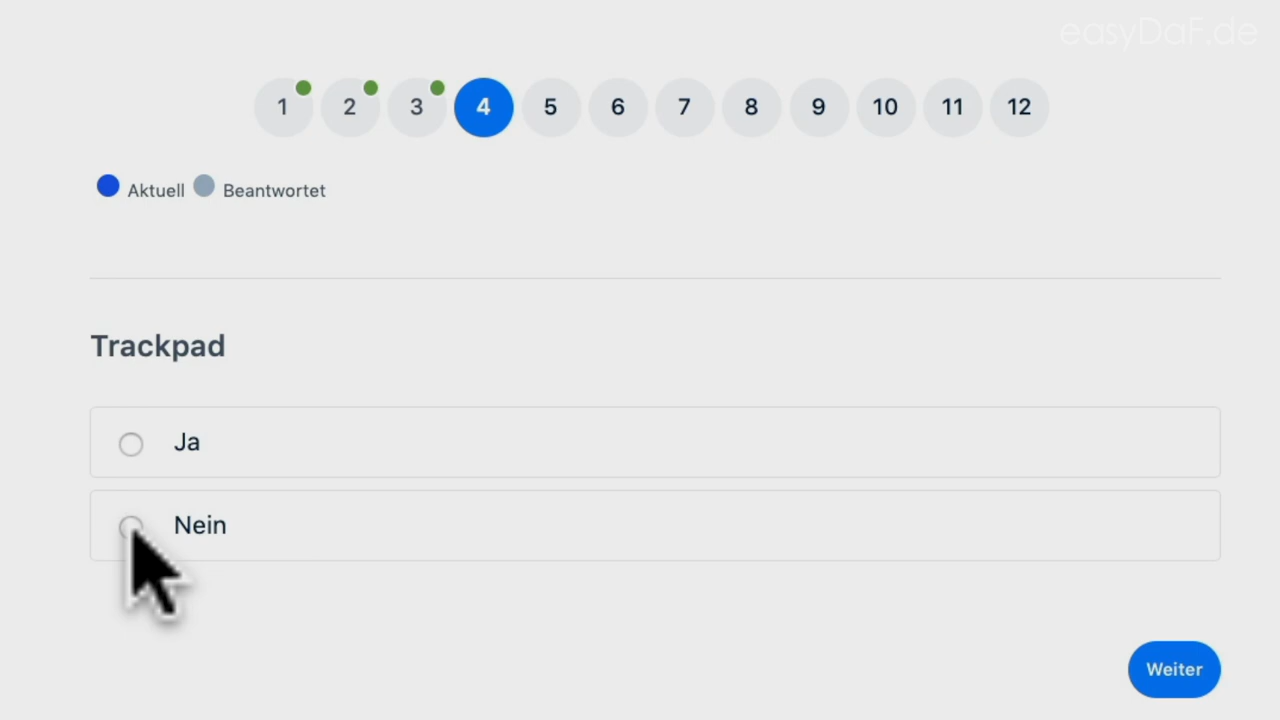 easyDaF.de
1 2 3 4 5 6 7 8 9 10 11 12
Aktuell Beantwortet
Trackpad
Ja
Nein
Weiter